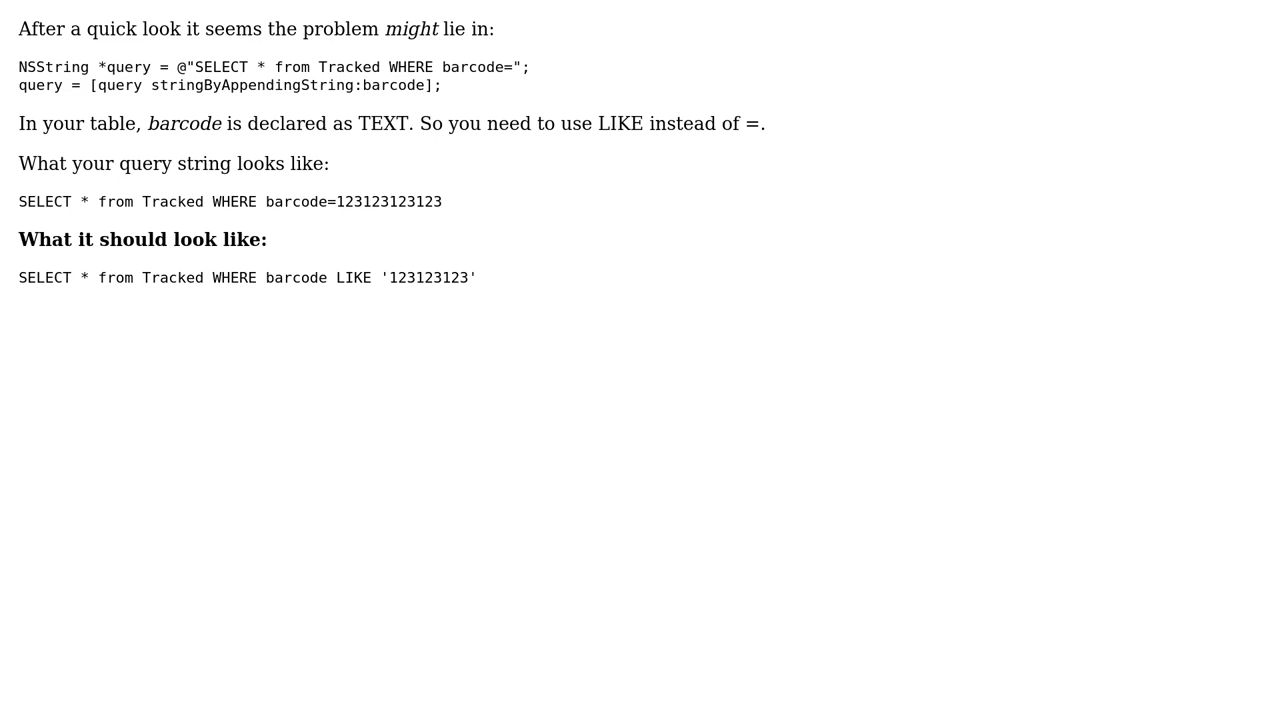 After a quick look it seems the problem might lie in:
NSString *query = @"SELECT * from Tracked WHERE barcode=";
query = [query stringByAppendingString:barcode];
In your table, barcode is declared as TEXT. So you need to use LIKE instead of =.
What your query string looks like:
SELECT * from Tracked WHERE barcode=123123123123
What it should look like:
SELECT * from Tracked WHERE barcode LIKE '123123123'